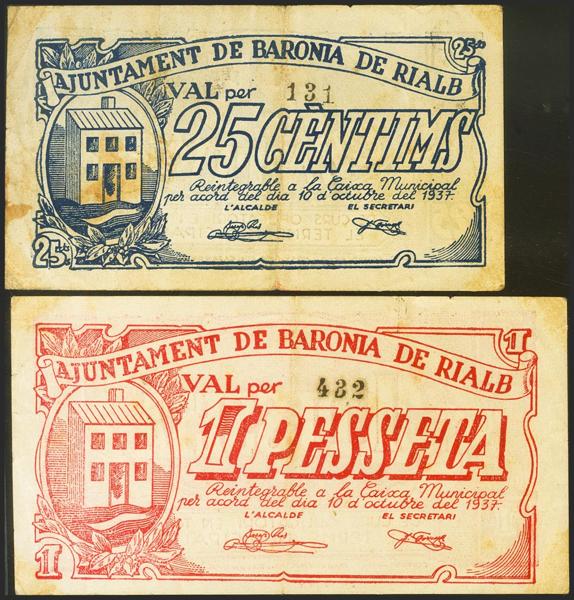 AJUNTAMENT DE BARONIA DE RIALB
25cts
VAL per 131
25 CÈNTIMS
Reintegrable a la Caixa Municipal
per acord del dia 10 d'octubre del 1937.
L'ALCALDE EL SECRETARI
25cts
AJUNTAMENT DE BARONIA DE RIALB
1
VAL per 432
1 PESSETA
Reintegrable a la Caixa Municipal
per acord del dia 10 d'octubre del 1937.
L'ALCALDE EL SECRETARI
1